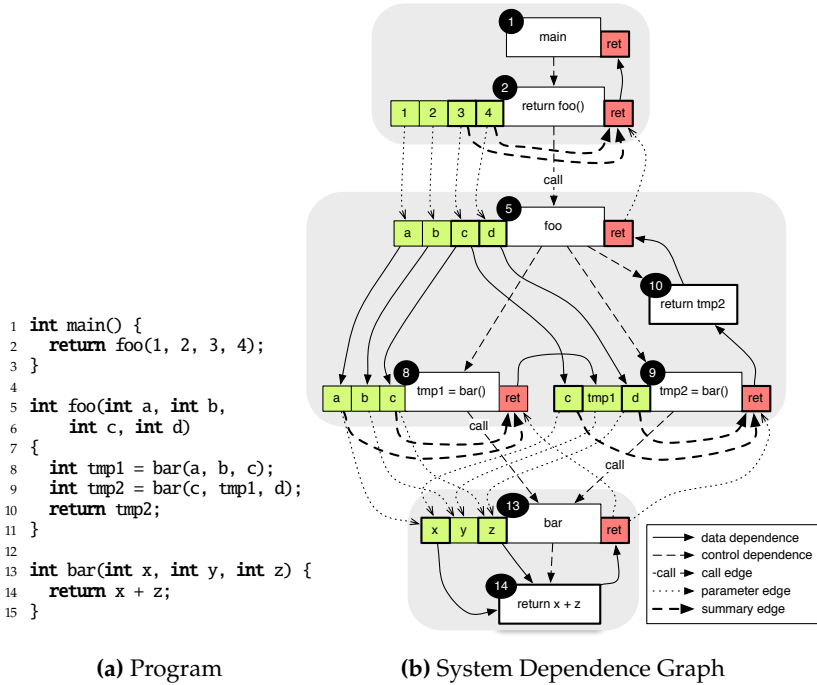 1
main
ret
2
return foo()
1 2 3 4
ret
call
5
foo
a b c d
ret
10
return tmp2
8
tmp1 = bar()
a b c
ret
9
tmp2 = bar()
c tmp1 d
ret
call
call
13
bar
x y z
ret
14
return x + z
data dependence
control dependence
call call edge
parameter edge
summary edge
1 int main() {
2 return foo(1, 2, 3, 4);
3 }
4
5 int foo(int a, int b,
6 int c, int d)
7 {
8 int tmp1 = bar(a, b, c);
9 int tmp2 = bar(c, tmp1, d);
10 return tmp2;
11 }
12
13 int bar(int x, int y, int z) {
14 return x + z;
15 }
(a) Program
(b) System Dependence Graph